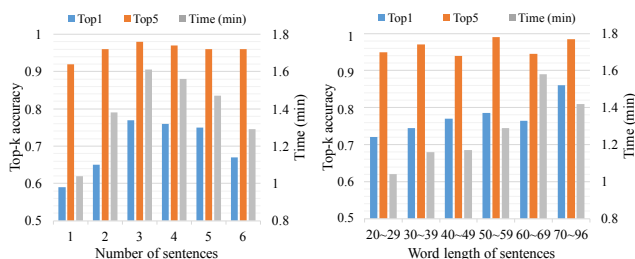 Top1 Top5 Time (min)
1 1.8
0.9 1.6
0.8 1.4
0.7 1.2
0.6 1
0.5 0.8
Top-k accuracy
Time (min)
1 2 3 4 5 6
Number of sentences
Top1 Top5 Time (min)
1 1.8
0.9 1.6
0.8 1.4
0.7 1.2
0.6 1
0.5 0.8
Top-k accuracy
Time (min)
20~29 30~39 40~49 50~59 60~69 70~96
Word length of sentences